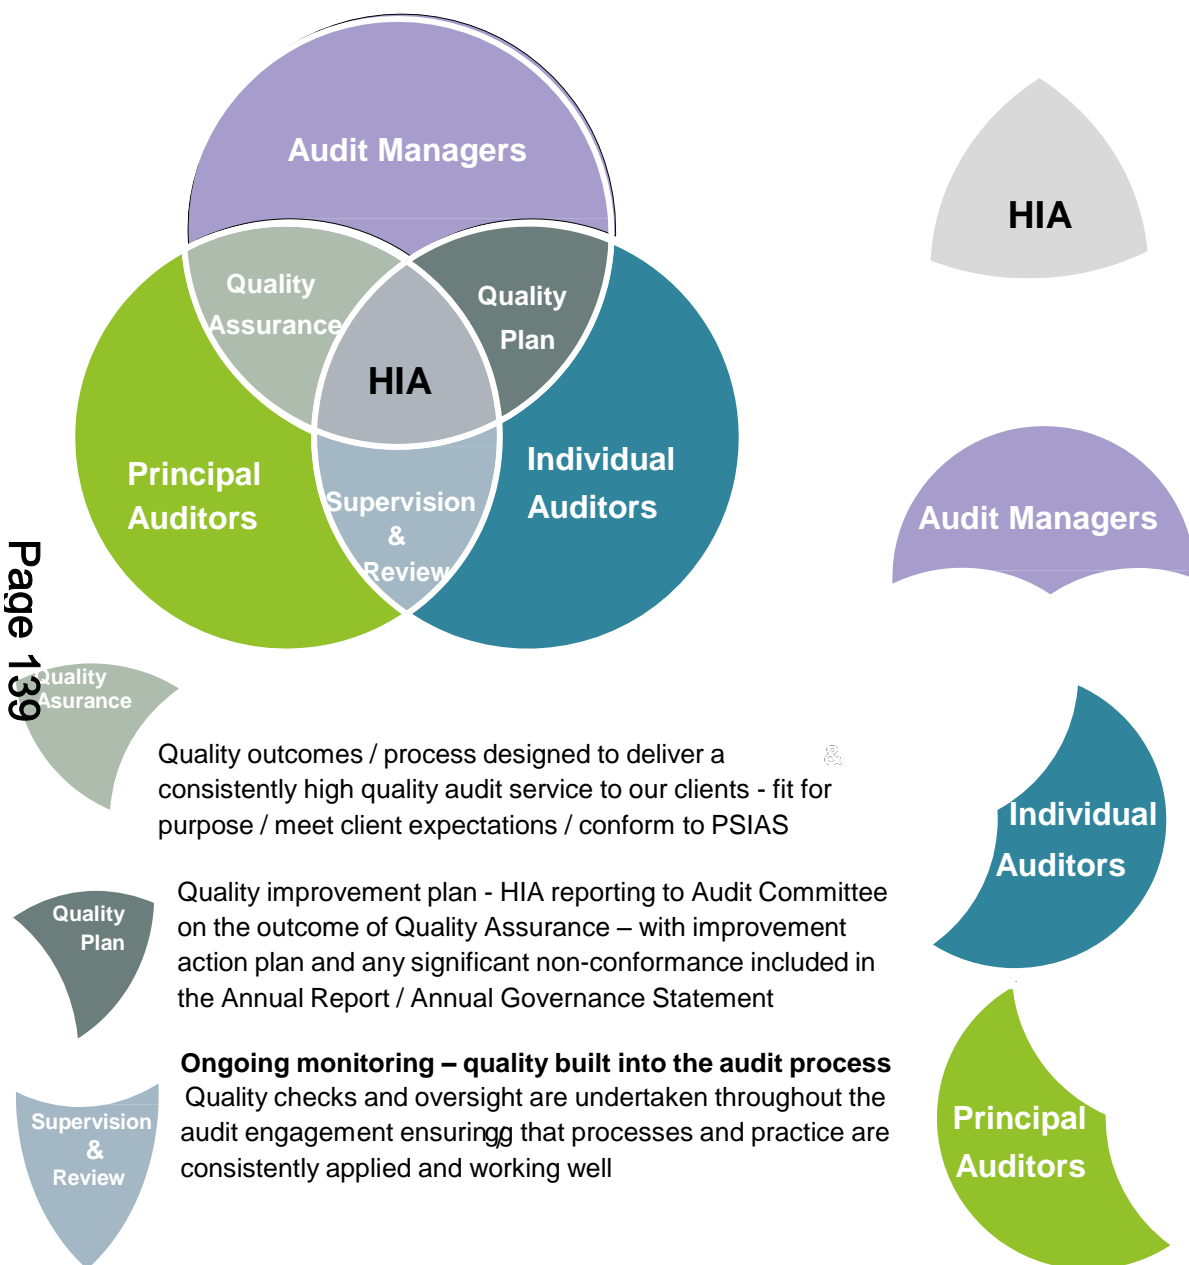 Audit Managers
Quality
Assurance
Quality
Plan
HIA
Principal
Auditors
Individual
Auditors
Supervision
&
Review
HIA
Audit Managers
Page 139
Quality
Asurance
Quality outcomes / process designed to deliver a
&
consistently high quality audit service to our clients - fit for
purpose / meet client expectations / conform to PSIAS
Individual
Auditors
Quality
Plan
Quality improvement plan - HIA reporting to Audit Committee
on the outcome of Quality Assurance – with improvement
action plan and any significant non-conformance included in
the Annual Report / Annual Governance Statement
Supervision
&
Review
Ongoing monitoring – quality built into the audit process
Quality checks and oversight are undertaken throughout the
audit engagement ensuringg that processes and practice are
consistently applied and working well
Principal
Auditors